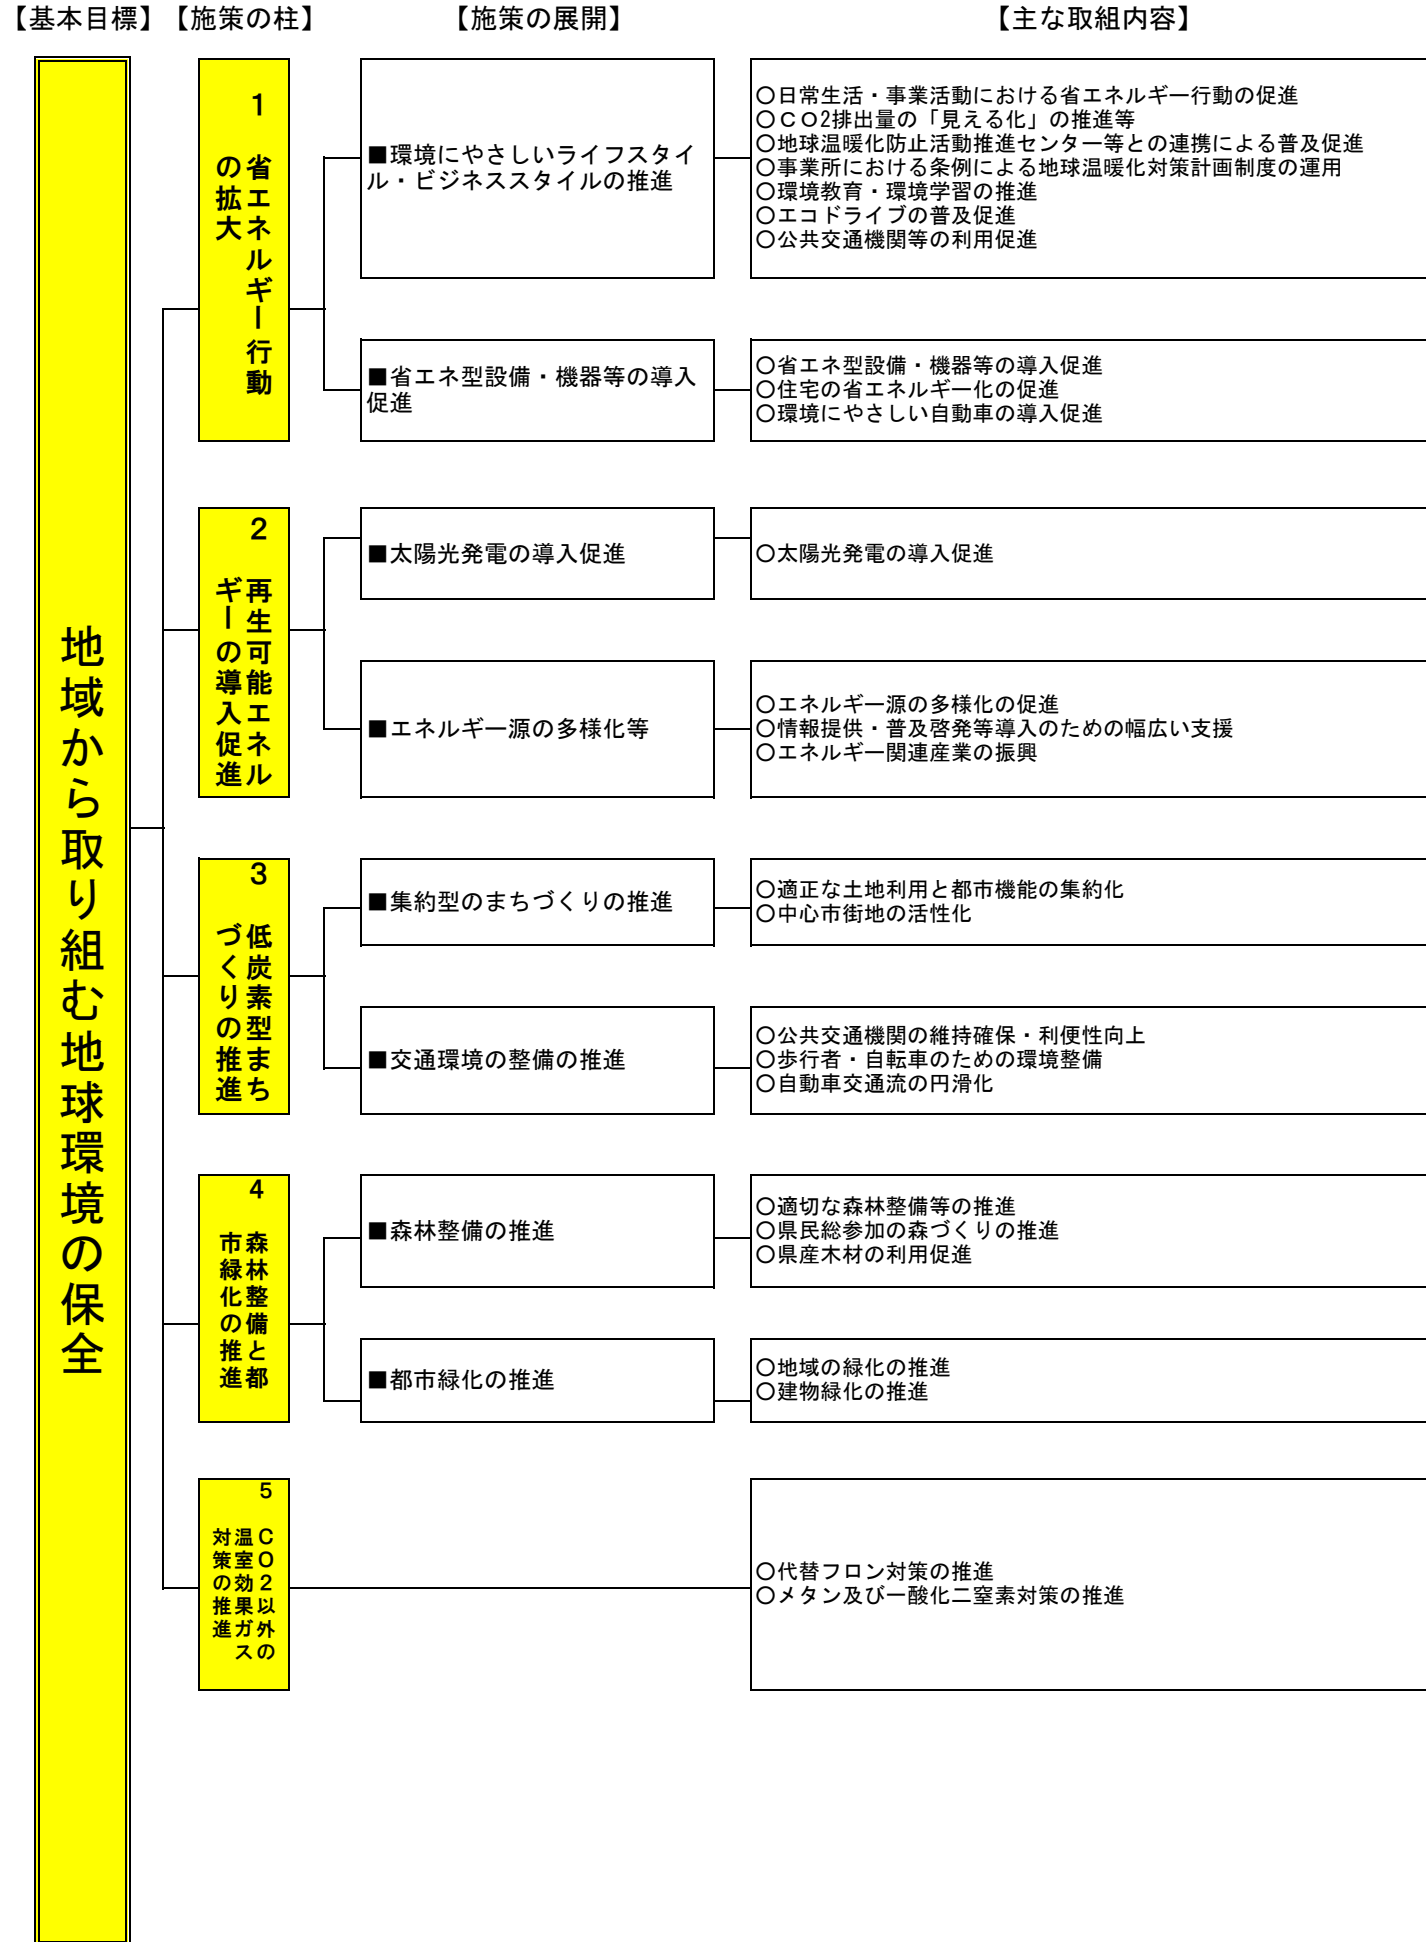 【基本目標】【施策の柱】 【施策の展開】 【主な取組内容】
地域から取り組む地球環境の保全
1 省エネルギー行動
の拡大
■環境にやさしいライフスタイ
ル・ビジネススタイルの推進
○日常生活・事業活動における省エネルギー行動の促進
○CO2排出量の「見える化」の推進等
○地球温暖化防止活動推進センター等との連携による普及促進
○事業所における条例による地球温暖化対策計画制度の運用
○環境教育・環境学習の推進
○エコドライブの普及促進
○公共交通機関等の利用促進
■省エネ型設備・機器等の導入
促進
○省エネ型設備・機器等の導入促進
○住宅の省エネルギー化の促進
○環境にやさしい自動車の導入促進
2 再生可能エネル
ギーの導入促進
■太陽光発電の導入促進
○太陽光発電の導入促進
■エネルギー源の多様化等
○エネルギー源の多様化の促進
○情報提供・普及啓発等導入のための幅広い支援
○エネルギー関連産業の振興
3 低炭素型まち
づくりの推進
■集約型のまちづくりの推進
○適正な土地利用と都市機能の集約化
○中心市街地の活性化
■交通環境の整備の推進
○公共交通機関の維持確保・利便性向上
○歩行者・自転車のための環境整備
○自動車交通流の円滑化
4 森林整備と都
市緑化の推進
■森林整備の推進
○適切な森林整備等の推進
○県民総参加の森づくりの推進
○県産木材の利用促進
■都市緑化の推進
○地域の緑化の推進
○建物緑化の推進
5 CO2以外の
温室効果ガス
対策の推進
○代替フロン対策の推進
○メタン及び一酸化二窒素対策の推進